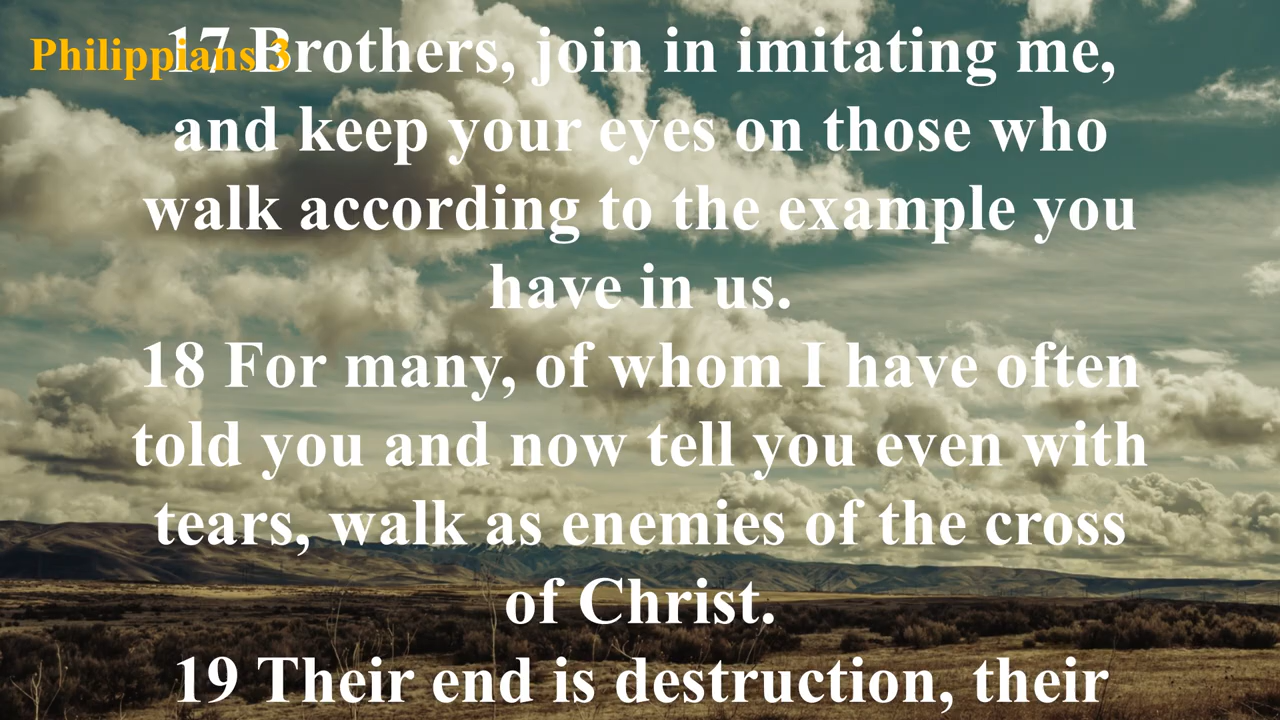 Philippians 3
17 Brothers, join in imitating me,
and keep your eyes on those who
walk according to the example you
have in us.
18 For many, of whom I have often
told you and now tell you even with
tears, walk as enemies of the cross
of Christ.
19 Their end is destruction, their